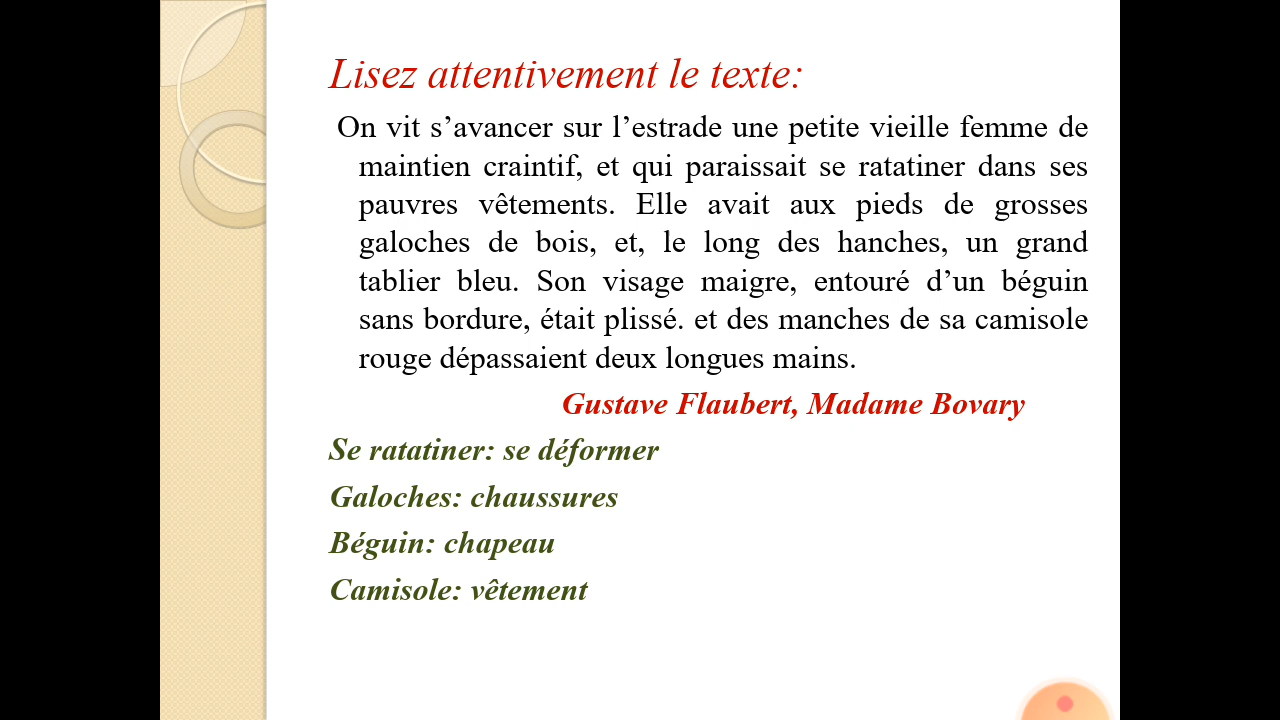 Lisez attentivement le texte:
On vit s’avancer sur l’estrade une petite vieille femme de
maintien craintif, et qui paraissait se ratatiner dans ses
pauvres vêtements. Elle avait aux pieds de grosses
galoches de bois, et, le long des hanches, un grand
tablier bleu. Son visage maigre, entouré d’un béguin
sans bordure, était plissé. et des manches de sa camisole
rouge dépassaient deux longues mains.
Gustave Flaubert, Madame Bovary
Se ratatiner: se déformer
Galoches: chaussures
Béguin: chapeau
Camisole: vêtement